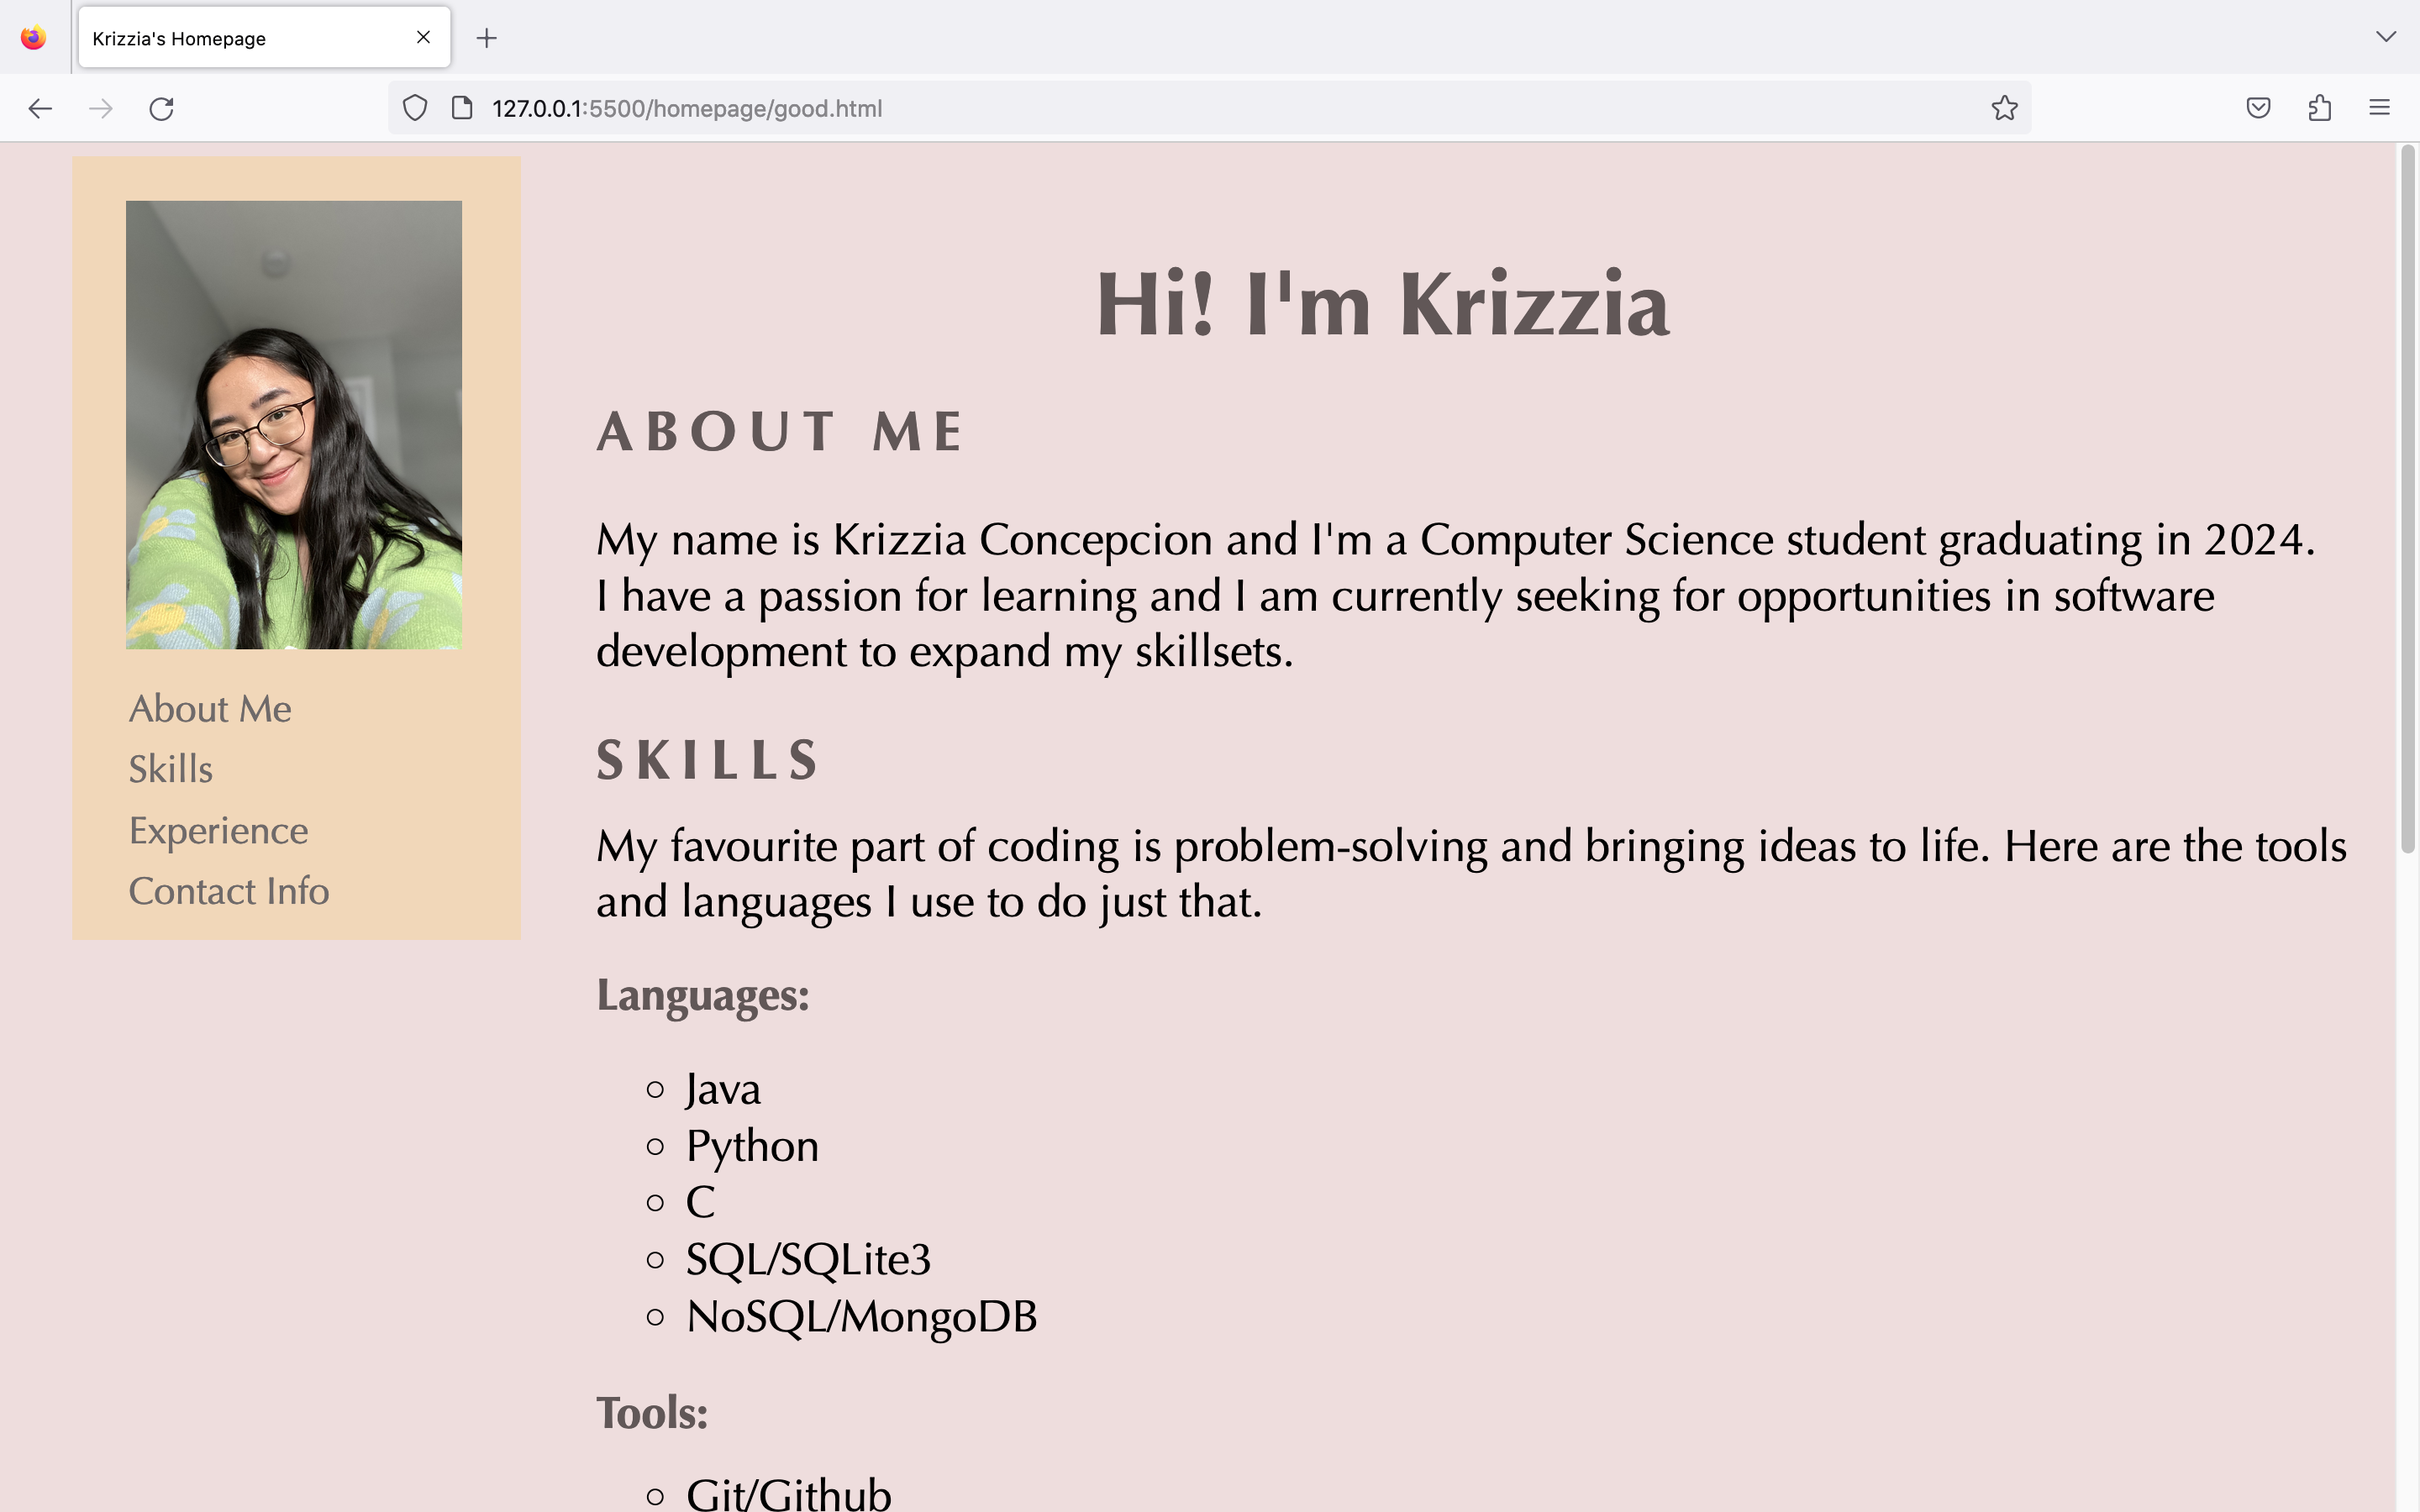 Krizzia's Homepage
127.0.0.1:5500/homepage/good.html
About Me
Skills
Experience
Contact Info
Hi! I'm Krizzia
ABOUT ME
My name is Krizzia Concepcion and I'm a Computer Science student graduating in 2024.
I have a passion for learning and I am currently seeking for opportunities in software
development to expand my skillsets.
SKILLS
My favourite part of coding is problem-solving and bringing ideas to life. Here are the tools
and languages I use to do just that.
Languages:
Java
Python
C
SQL/SQLite3
NoSQL/MongoDB
Tools:
Git/Github